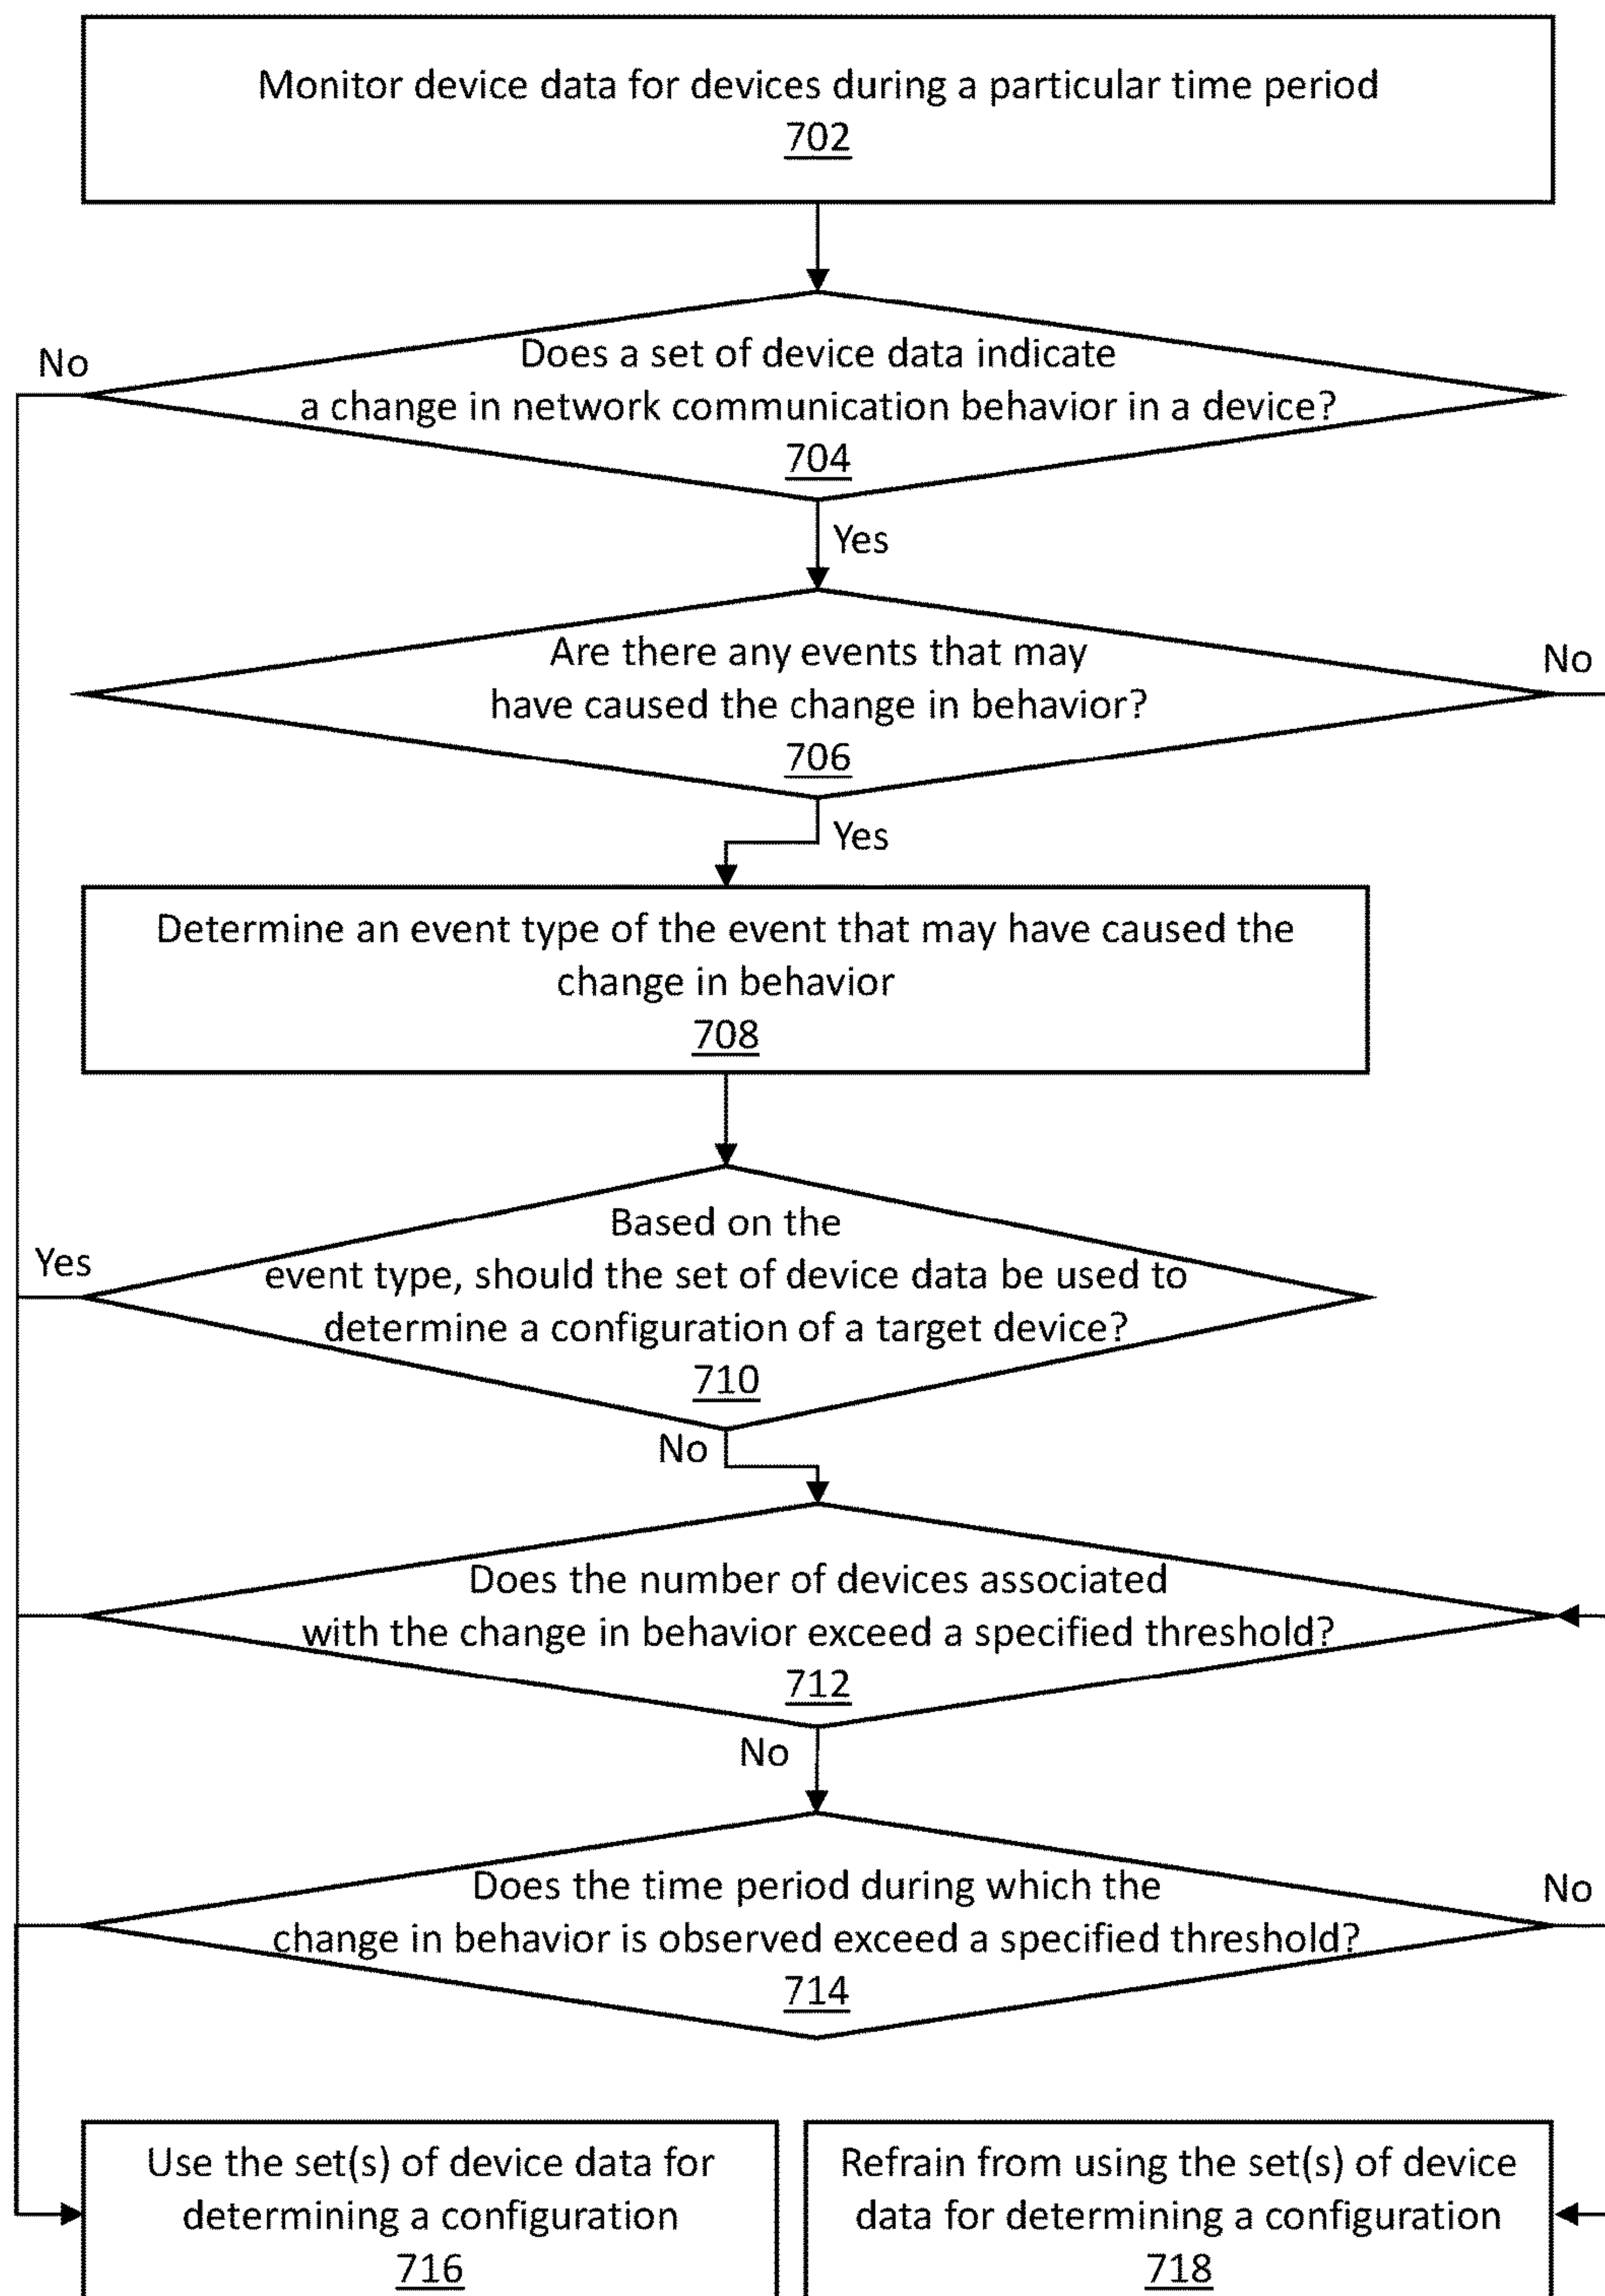 Monitor device data for devices during a particular time period
702
No
Does a set of device data indicate
a change in network communication behavior in a device?
704
Yes
Are there any events that may
have caused the change in behavior?
706
No
Yes
Determine an event type of the event that may have caused the
change in behavior
708
Based on the
event type, should the set of device data be used to
determine a configuration of a target device?
710
Yes
No
Does the number of devices associated
with the change in behavior exceed a specified threshold?
712
No
Does the time period during which the
change in behavior is observed exceed a specified threshold?
714
No
Use the set(s) of device data for
determining a configuration
716
Refrain from using the set(s) of device
data for determining a configuration
718